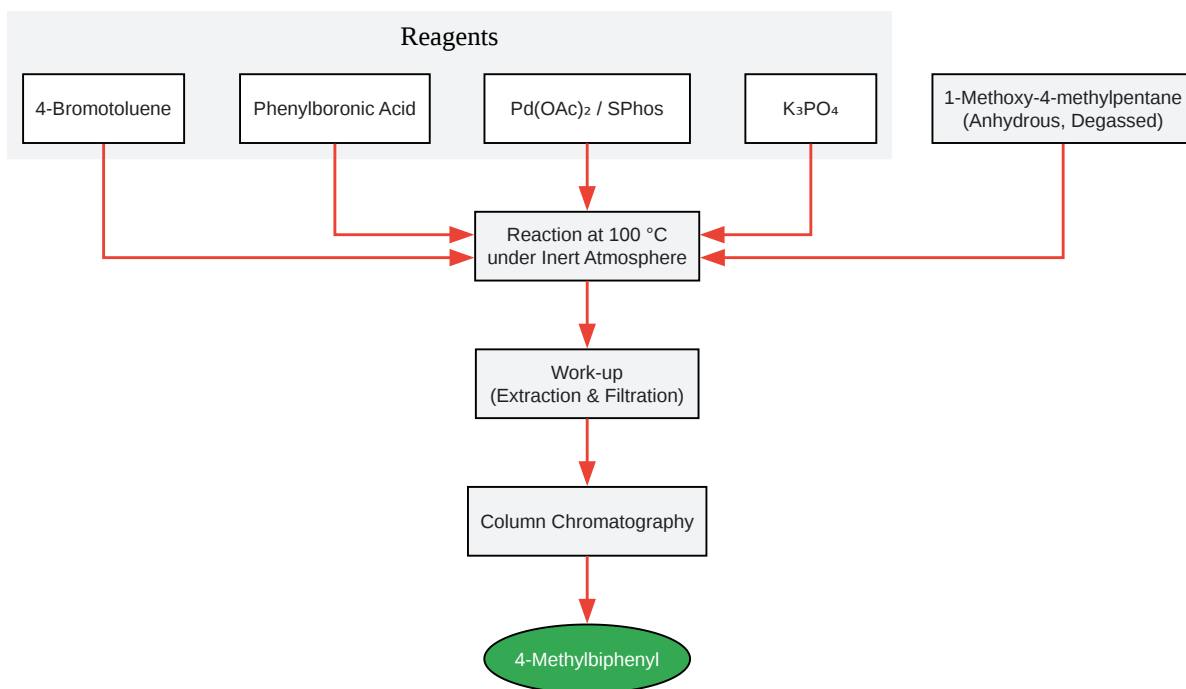 Reagents
4-Bromotoluene
Phenylboronic Acid
Pd(OAc)₂ / SPhos
K₃PO₄
1-Methoxy-4-methylpentane
(Anhydrous, Degassed)
Reaction at 100 °C
under Inert Atmosphere
Work-up
(Extraction & Filtration)
Column Chromatography
4-Methylbiphenyl